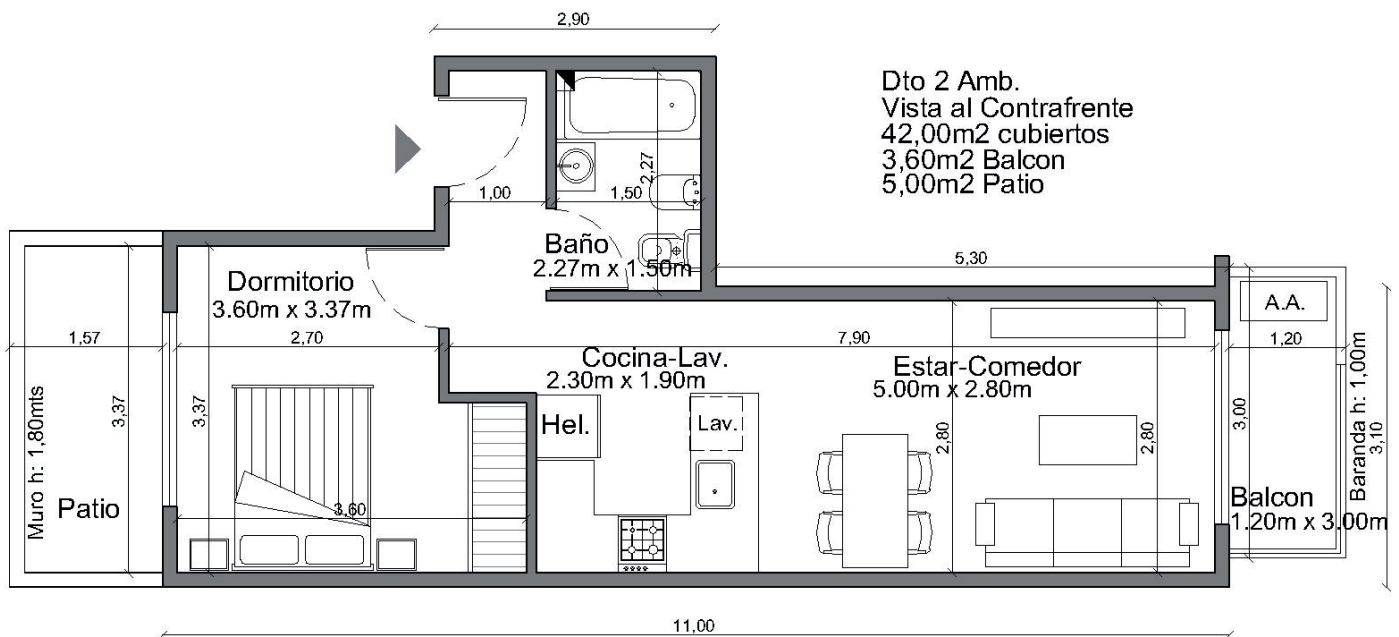 2,90
Dto 2 Amb.
Vista al Contrafrente
42,00m2 cubiertos
3,60m2 Balcon
5,00m2 Patio
2,27
1,00
1,50
Baño
2.27m x 1.50m
5,30
Dormitorio
3.60m x 3.37m
A.A.
1,57
2,70
7,90
1,20
Cocina-Lav.
2.30m x 1.90m
Estar-Comedor
5.00m x 2.80m
Muro h: 1,80mts
3,37
3,37
Hel.
Lav.
2,80
2,80
3,00
Baranda h: 1,00m
3,10
Patio
3,60
Balcon
1.20m x 3.00m
11,00